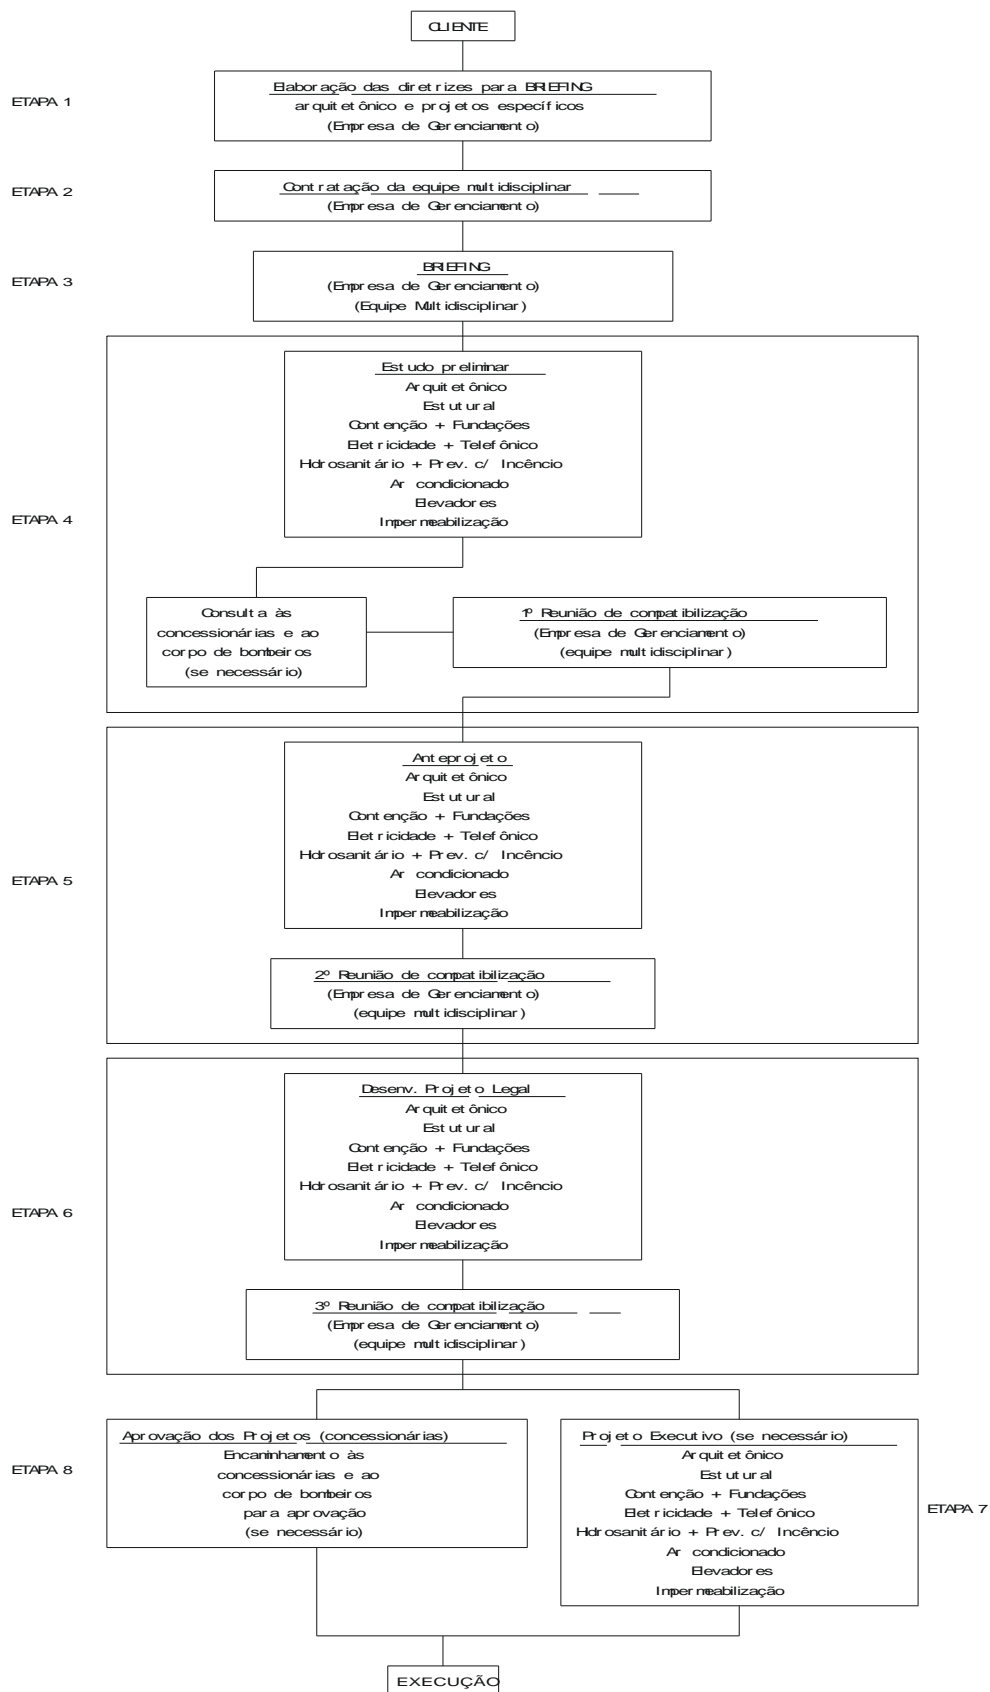 CLIENTE
ETAPA 1
Elaboração das diretrizes para BRIEFING
arquitetônico e projetos específicos
(Empresa de Gerenciamento)
ETAPA 2
Contratação da equipe multidisciplinar
(Empresa de Gerenciamento)
ETAPA 3
BRIEFING
(Empresa de Gerenciamento)
(Equipe Multidisciplinar)
ETAPA 4
Estudo preliminar
Arquitetônico
Estutural
Contenção + Fundações
Eletricidade + Telefônico
Hidrosanitário + Prev. c/ Incêncio
Ar condicionado
Elevadores
Impermeabilização
Consulta às
concessionárias e ao
corpo de bombeiros
(se necessário)
1º Reunião de compatibilização
(Empresa de Gerenciamento)
(equipe multidisciplinar)
ETAPA 5
Anteprojeto
Arquitetônico
Estutural
Contenção + Fundações
Eletricidade + Telefônico
Hidrosanitário + Prev. c/ Incêncio
Ar condicionado
Elevadores
Impermeabilização
2º Reunião de compatibilização
(Empresa de Gerenciamento)
(equipe multidisciplinar)
ETAPA 6
Desenv. Projeto Legal
Arquitetônico
Estutural
Contenção + Fundações
Eletricidade + Telefônico
Hidrosanitário + Prev. c/ Incêncio
Ar condicionado
Elevadores
Impermeabilização
3º Reunião de compatibilização
(Empresa de Gerenciamento)
(equipe multidisciplinar)
ETAPA 8
Aprovação dos Projetos (concessionárias)
Encaminhamento às
concessionárias e ao
corpo de bombeiros
para aprovação
(se necessário)
Projeto Executivo (se necessário)
Arquitetônico
Estutural
Contenção + Fundações
Eletricidade + Telefônico
Hidrosanitário + Prev. c/ Incêncio
Ar condicionado
Elevadores
Impermeabilização
ETAPA 7
EXECUÇÃO